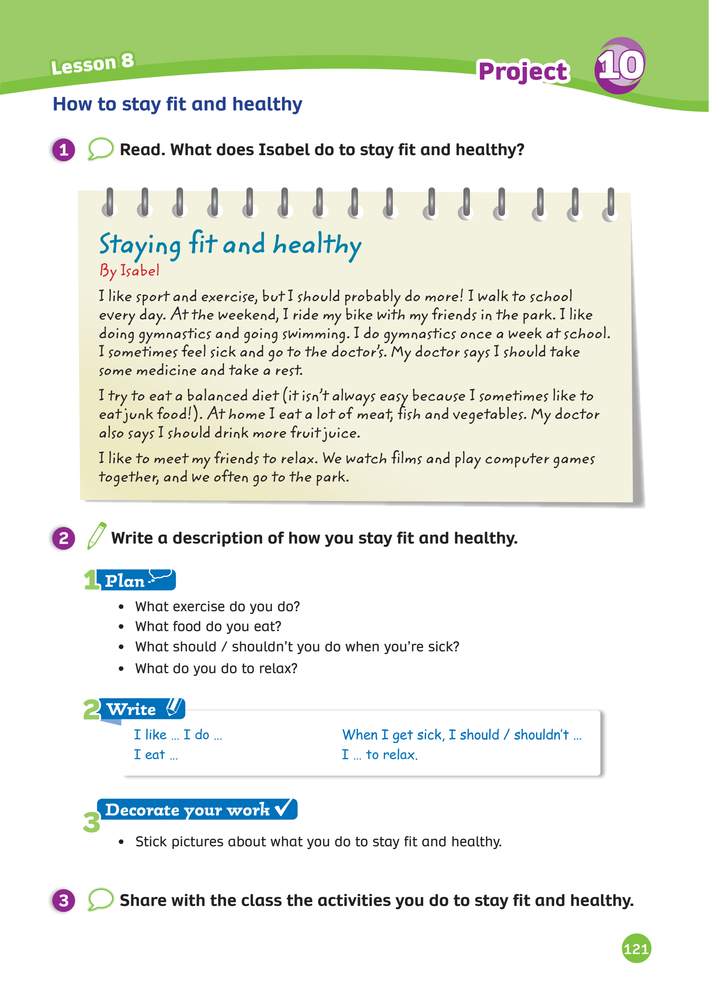 Lesson 8
Project
10
How to stay fit and healthy
1 Read. What does Isabel do to stay fit and healthy?
Staying fit and healthy
By Isabel
I like sport and exercise, but I should probably do more! I walk to school
every day. At the weekend, I ride my bike with my friends in the park. I like
doing gymnastics and going swimming. I do gymnastics once a week at school.
I sometimes feel sick and go to the doctor's. My doctor says I should take
some medicine and take a rest.
I try to eat a balanced diet (it isn't always easy because I sometimes like to
eat junk food!). At home I eat a lot of meat, fish and vegetables. My doctor
also says I should drink more fruit juice.
I like to meet my friends to relax. We watch films and play computer games
together, and we often go to the park.
2 Write a description of how you stay fit and healthy.
1 Plan
• What exercise do you do?
• What food do you eat?
• What should / shouldn't you do when you're sick?
• What do you do to relax?
2 Write
I like ... I do ...
I eat ...
When I get sick, I should / shouldn't ...
I ... to relax.
3 Decorate your work
• Stick pictures about what you do to stay fit and healthy.
3 Share with the class the activities you do to stay fit and healthy.
121